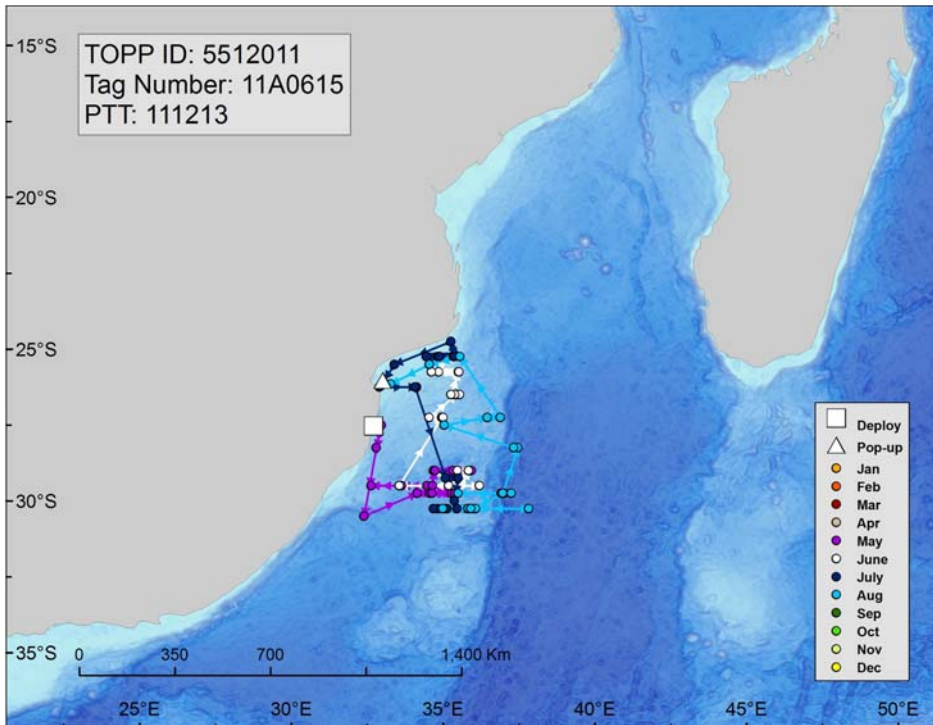 TOPP ID: 5512011
Tag Number: 11A0615
PTT: 111213
15°S
20°S
25°S
30°S
35°S
0 350 700 1,400 Km
25°E 30°E 35°E 40°E 45°E 50°E
Deploy
Pop-up
Jan
Feb
Mar
Apr
May
June
July
Aug
Sep
Oct
Nov
Dec